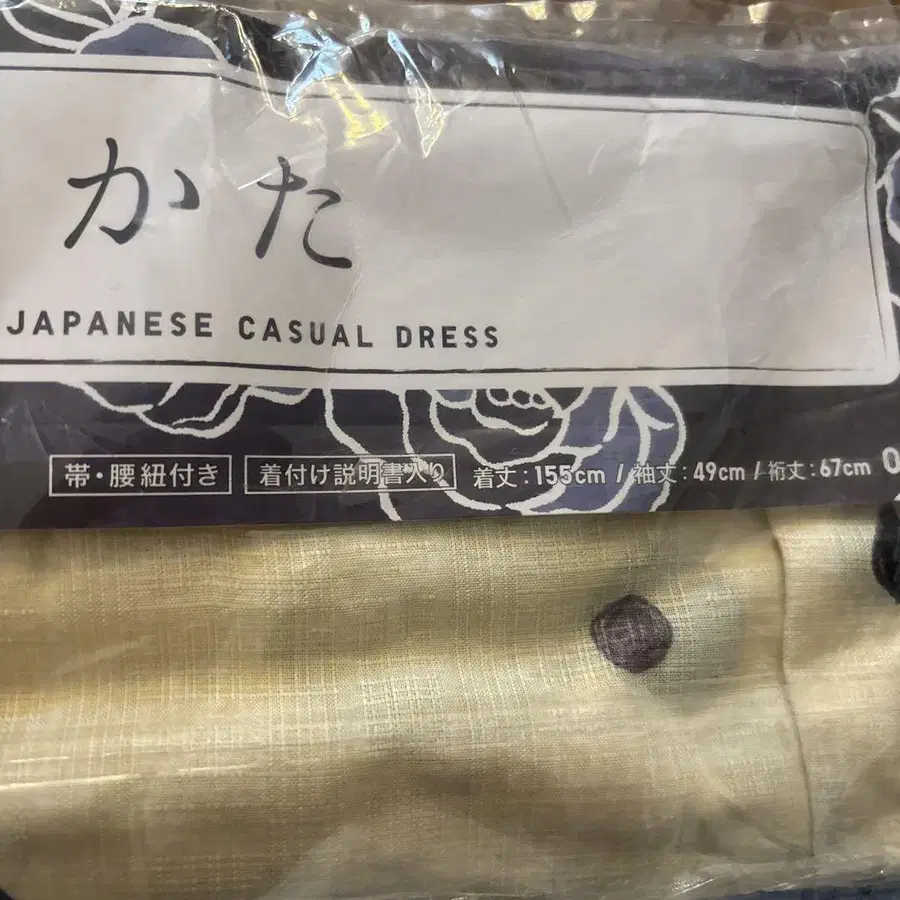 かた
JAPANESE CASUAL DRESS
帯・腰紐付き 着付け説明書入り 着丈:155cm / 袖丈:49cm / 裄丈:67cm